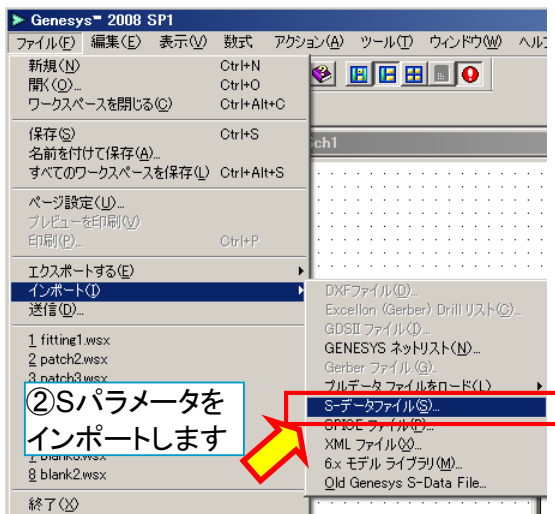 Genesys™ 2008 SP1
ファイル(F) 編集(E) 表示(V) 数式 アクション(A) ツール(T) ウィンドウ(W) ヘル
新規(N) Ctrl+N
開く(O)... Ctrl+O
ワークスペースを閉じる(C) Ctrl+Alt+C
保存(S) Ctrl+S
名前を付けて保存(A)...
すべてのワークスペースを保存(L) Ctrl+Alt+S
ページ設定(U)...
プレビューを印刷(V)
印刷(P)... Ctrl+P
エクスポートする(E)
インポート(I)
送信(D)...
1 fitting1.wsx
2 patch2.wsx
3 patch3.wsx
8 blank2.wsx
終了(X)
Sch1
DXFファイル(D)...
Excellon (Gerber) Drill リスト(C)...
GDSII ファイル(I)...
GENESYS ネットリスト(N)...
Gerber ファイル(G)...
プルデータ ファイルをロード(L)
S-データファイル(S)...
SPICE ファイル(P)...
XML ファイル(X)...
6.x モデル ライブラリ(M)...
Old Genesys S-Data File...
②Sパラメータを
インポートします